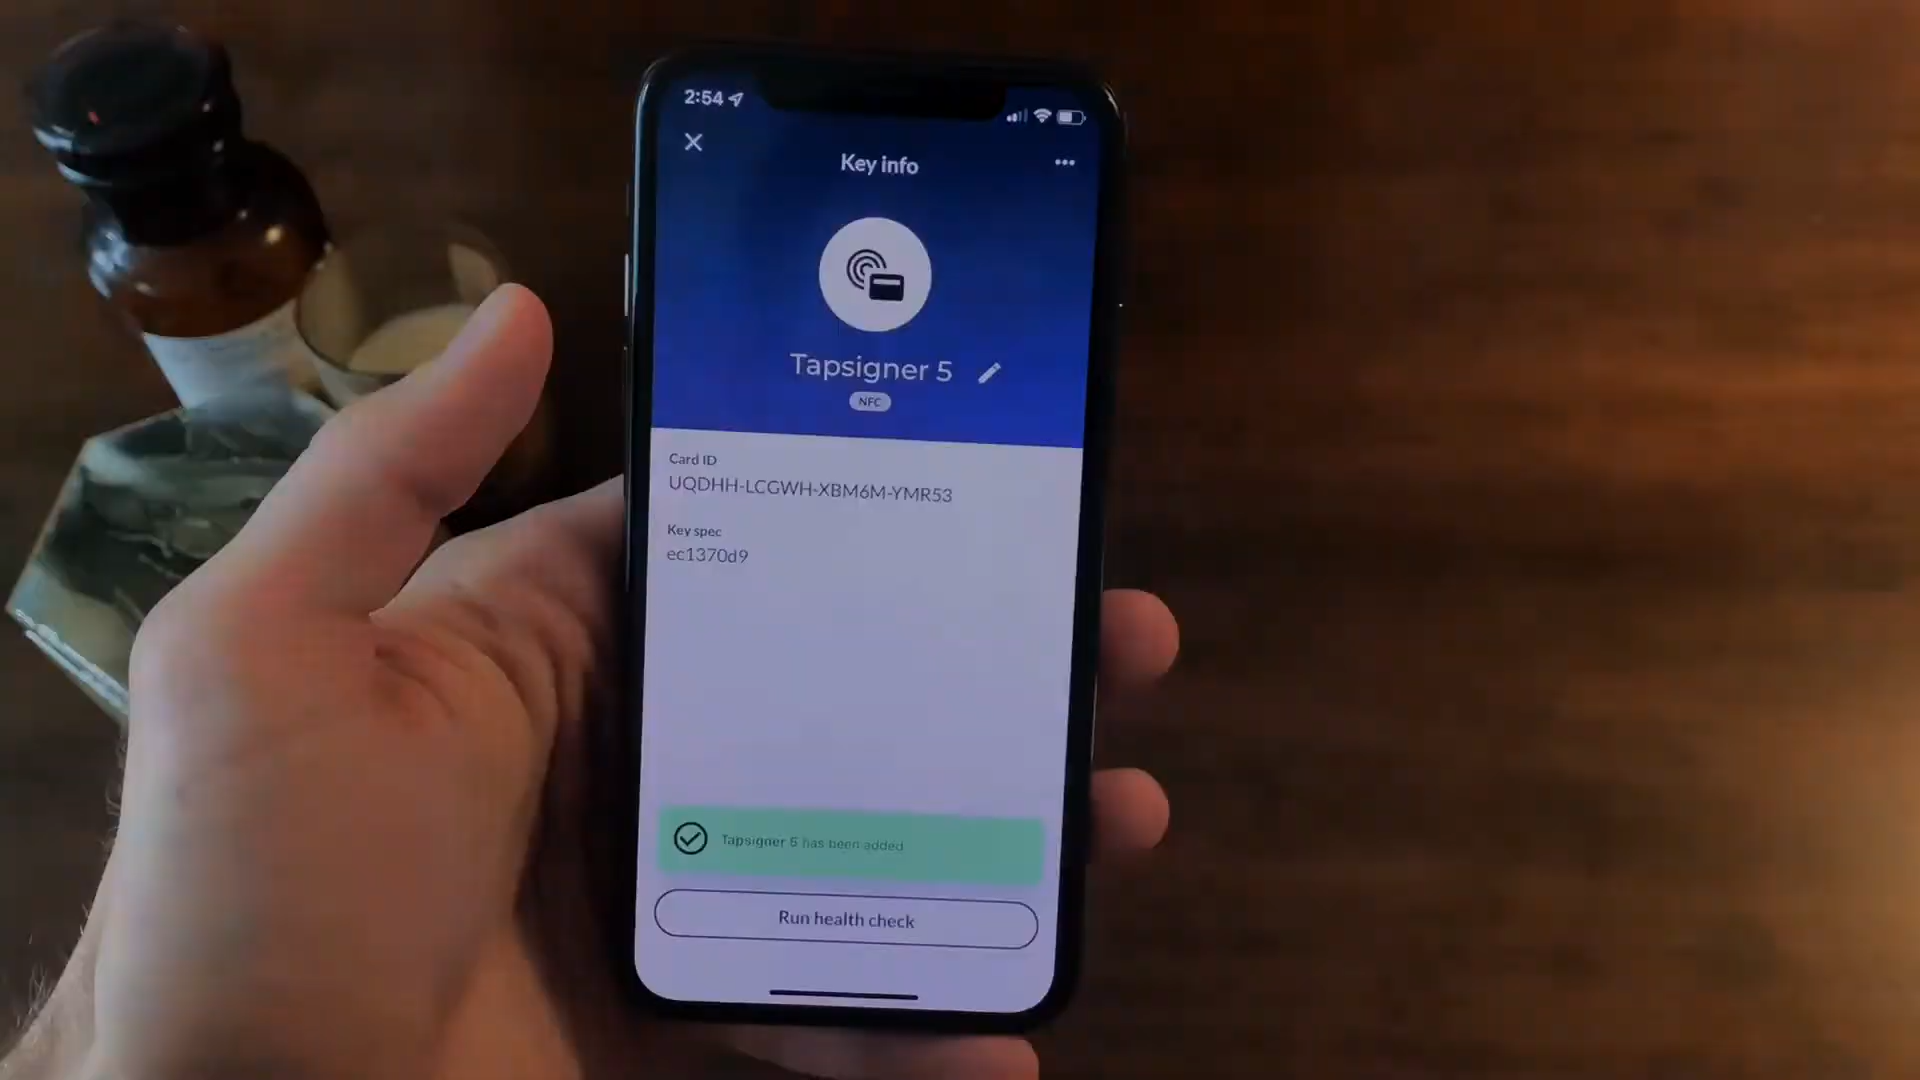 2:54
Key info
Tapsigner 5
NFC
Card ID
UQDHH-LCGWH-XBM6M-YMR53
Key spec
ec1370d9
Tapsigner 5 has been added
Run health check